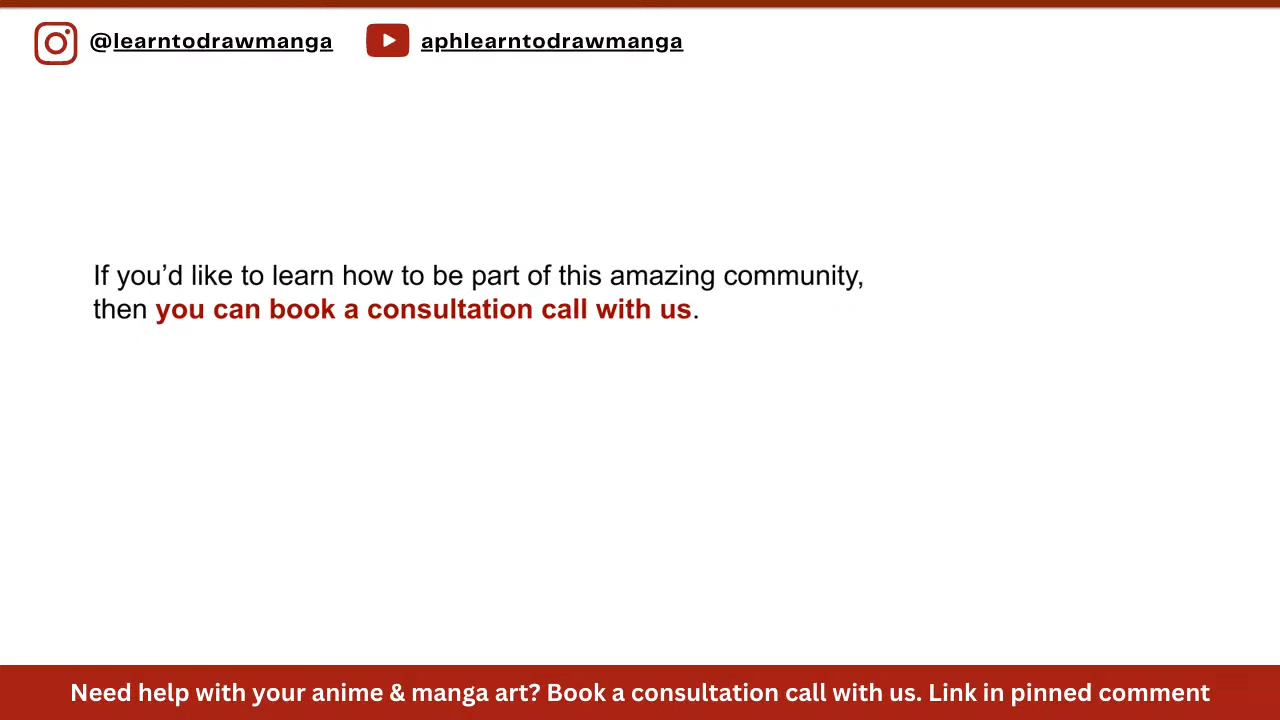 @learntodrawmanga aphlearntodrawmanga
If you’d like to learn how to be part of this amazing community,
then you can book a consultation call with us.
Need help with your anime & manga art? Book a consultation call with us. Link in pinned comment